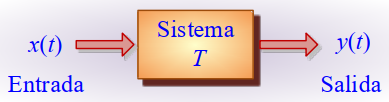 x(t)
Entrada
Sistema
T
y(t)
Salida